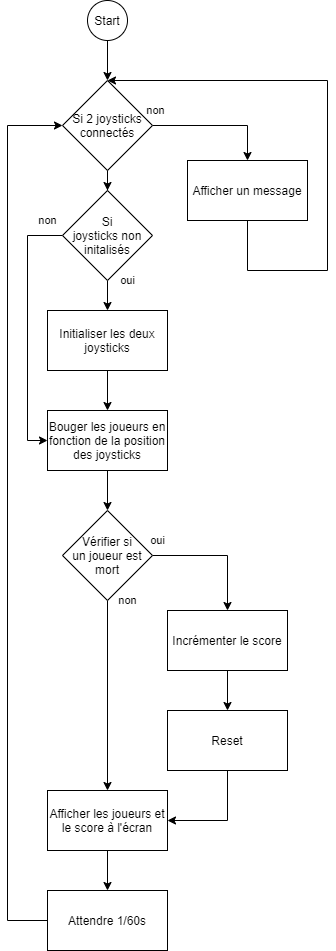 Start
Si 2 joysticks
connectés
non
Afficher un message
Si
joysticks non
initalisés
non
oui
Initialiser les deux
joysticks
Bouger les joueurs en
fonction de la position
des joysticks
Vérifier si
un joueur est
mort
oui
non
Incrémenter le score
Reset
Afficher les joueurs et
le score à l'écran
Attendre 1/60s